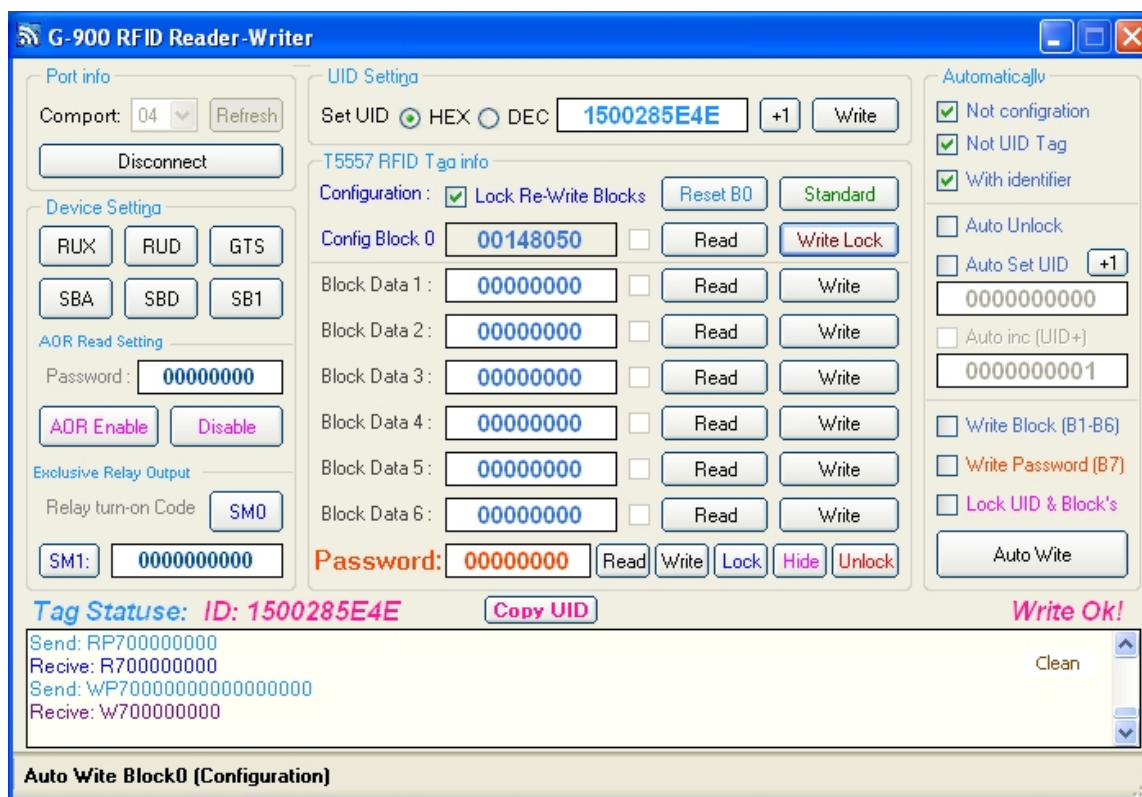 G-900 RFID Reader-Writer
Port info
Comport: 04 Refresh
Disconnect
Device Setting
RUX RUD GTS
SBA SBD SB1
AOR Read Setting
Password : 00000000
AOR Enable Disable
Exclusive Relay Output
Relay turn-on Code SM0
SM1: 0000000000
UID Setting
Set UID HEX DEC 1500285E4E +1 Write
T5557 RFID Tag info
Configuration : Lock Re-Write Blocks Reset B0 Standard
Config Block 0 00148050 Read Write Lock
Block Data 1 : 00000000 Read Write
Block Data 2 : 00000000 Read Write
Block Data 3 : 00000000 Read Write
Block Data 4 : 00000000 Read Write
Block Data 5 : 00000000 Read Write
Block Data 6 : 00000000 Read Write
Password: 00000000 Read Write Lock Hide Unlock
Automatically
Not configration
Not UID Tag
With identifier
Auto Unlock
Auto Set UID +1
0000000000
Auto inc (UID+)
0000000001
Write Block (B1-B6)
Write Password (B7)
Lock UID & Block's
Auto Wite
Tag Statuse: ID: 1500285E4E Copy UID Write Ok!
Send: RP700000000
Recive: R700000000
Send: WP70000000000000000
Recive: W700000000
Clean
Auto Wite Block0 (Configuration)